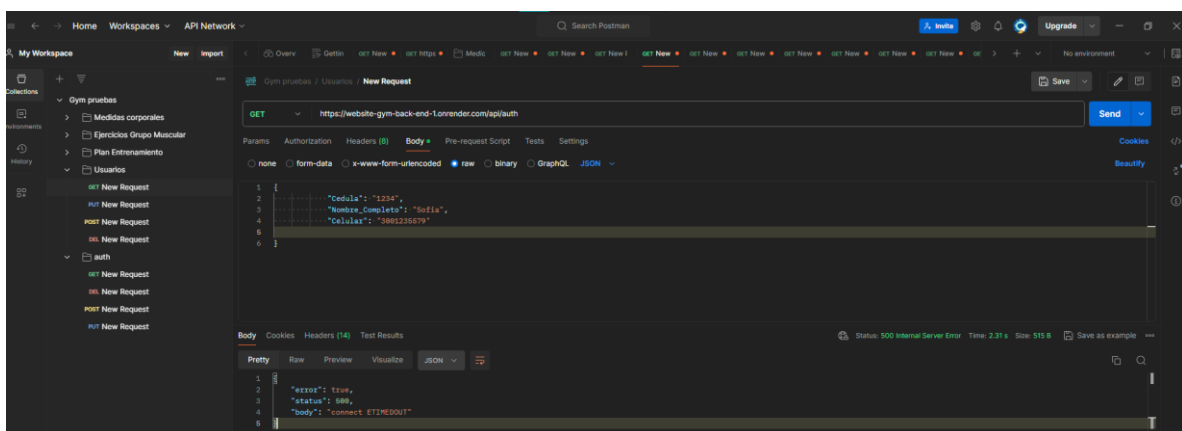 Home Workspaces API Network Search Postman Invite Upgrade
My Workspace New Import Overv Gettin GET New GET https Medic GET New GET New GET New I GET New GET New GET New GET New GET New GET New GET New GE No environment
Collections
Gym pruebas / Usuarios / New Request Save
Gym pruebas
Medidas corporales
GET https://website-gym-back-end-1.onrender.com/api/auth Send
Ejercicios Grupo Muscular
Params Authorization Headers (8) Body Pre-request Script Tests Settings Cookies
History
Plan Entrenamiento
none form-data x-www-form-urlencoded raw binary GraphQL JSON Beautify
Usuarios
GET New Request
PUT New Request
POST New Request
DEL New Request
auth
GET New Request
DEL New Request
POST New Request
PUT New Request
1 {
2 "Cedula": "1234",
3 "Nombre_Completo": "Sofia",
4 "Celular": "3001235579"
5
6 }
Body Cookies Headers (14) Test Results Status: 500 Internal Server Error Time: 2.31 s Size: 515 B Save as example
Pretty Raw Preview Visualize JSON
1 {
2 "error": true,
3 "status": 500,
4 "body": "connect ETIMEDOUT"
5 }